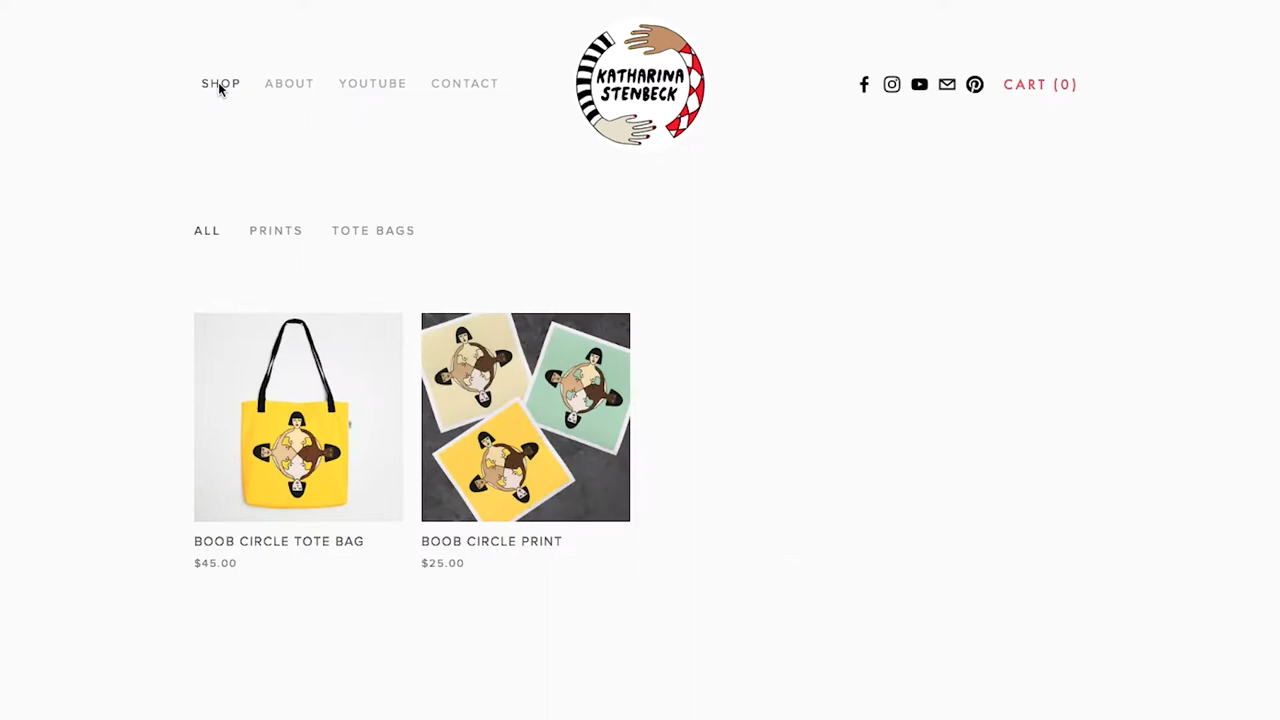 SHOP ABOUT YOUTUBE CONTACT
KATHARINA
STENBECK
CART (0)
ALL PRINTS TOTE BAGS
BOOB CIRCLE TOTE BAG
$45.00
BOOB CIRCLE PRINT
$25.00